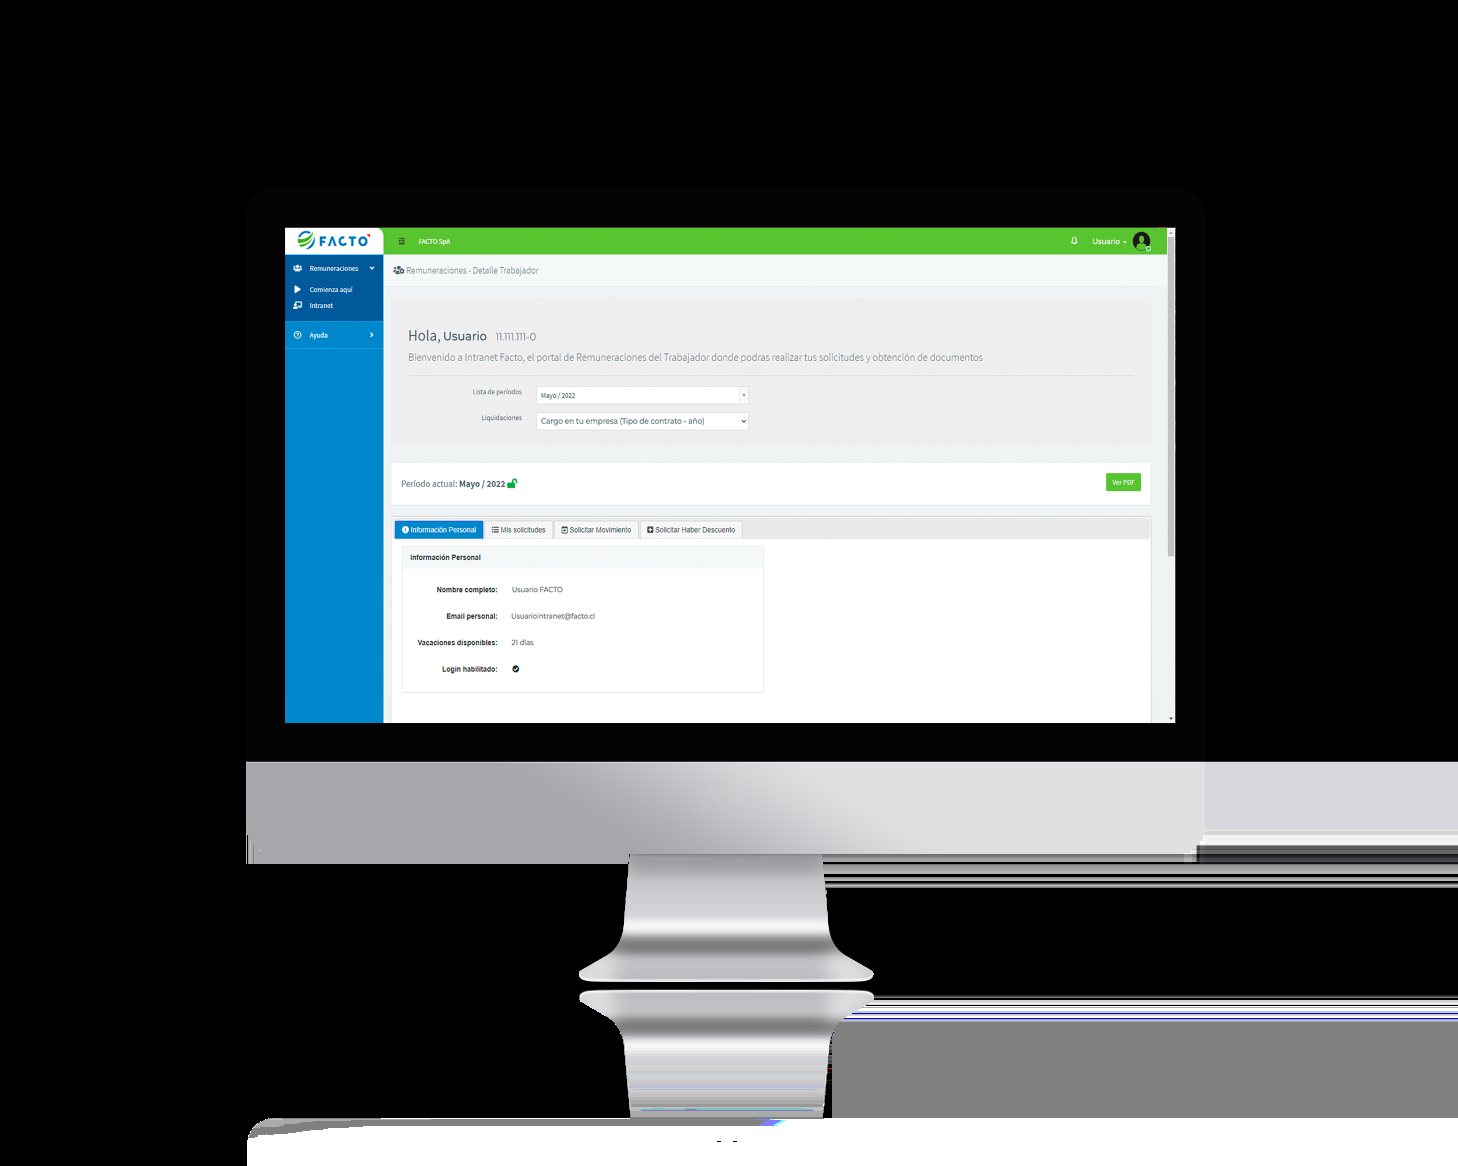 FACTO
FACTO SpA
Usuario
Remuneraciones
Comienza aquí
Intranet
Ayuda
Remuneraciones - Detalle Trabajador
Hola, Usuario 11.111.111-0
Bienvenido a Intranet Facto, el portal de Remuneraciones del Trabajador donde podras realizar tus solicitudes y obtención de documentos
Lista de períodos
Mayo / 2022
Liquidaciones
Cargo en tu empresa (Tipo de contrato - año)
Período actual: Mayo / 2022
Ver PDF
Información Personal
Mis solicitudes
Solicitar Movimiento
Solicitar Haber Descuento
Información Personal
Nombre completo: Usuario FACTO
Email personal: Usuariointranet@facto.cl
Vacaciones disponibles: 21 días
Login habilitado: